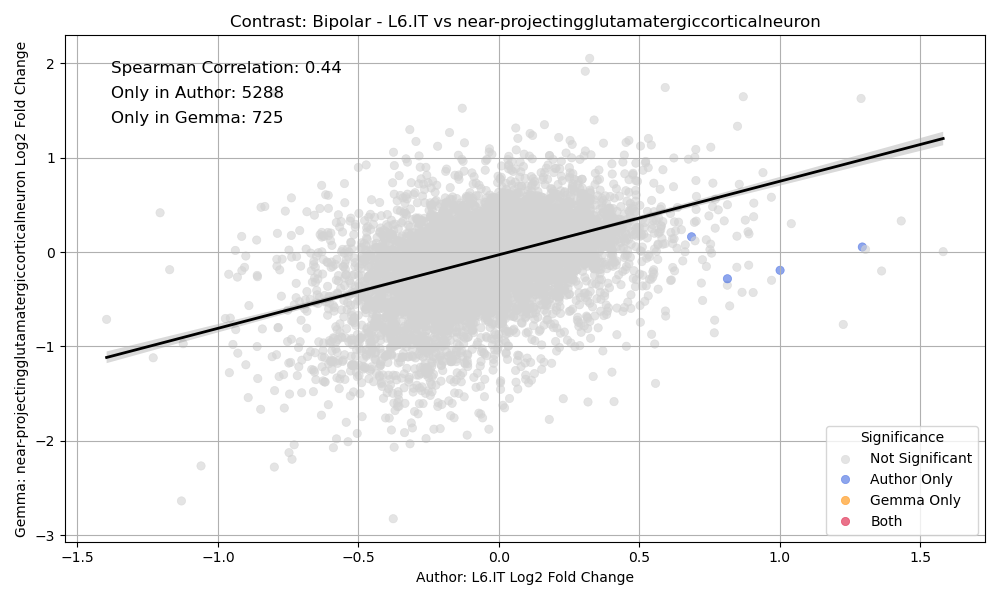 Contrast: Bipolar - L6.IT vs near-projectingglutamatergiccorticalneuron
Gemma: near-projectingglutamatergiccorticalneuron Log2 Fold Change
2
1
0
−1
−2
−3
Spearman Correlation: 0.44
Only in Author: 5288
Only in Gemma: 725
Significance
Not Significant
Author Only
Gemma Only
Both
−1.5 −1.0 −0.5 0.0 0.5 1.0 1.5
Author: L6.IT Log2 Fold Change